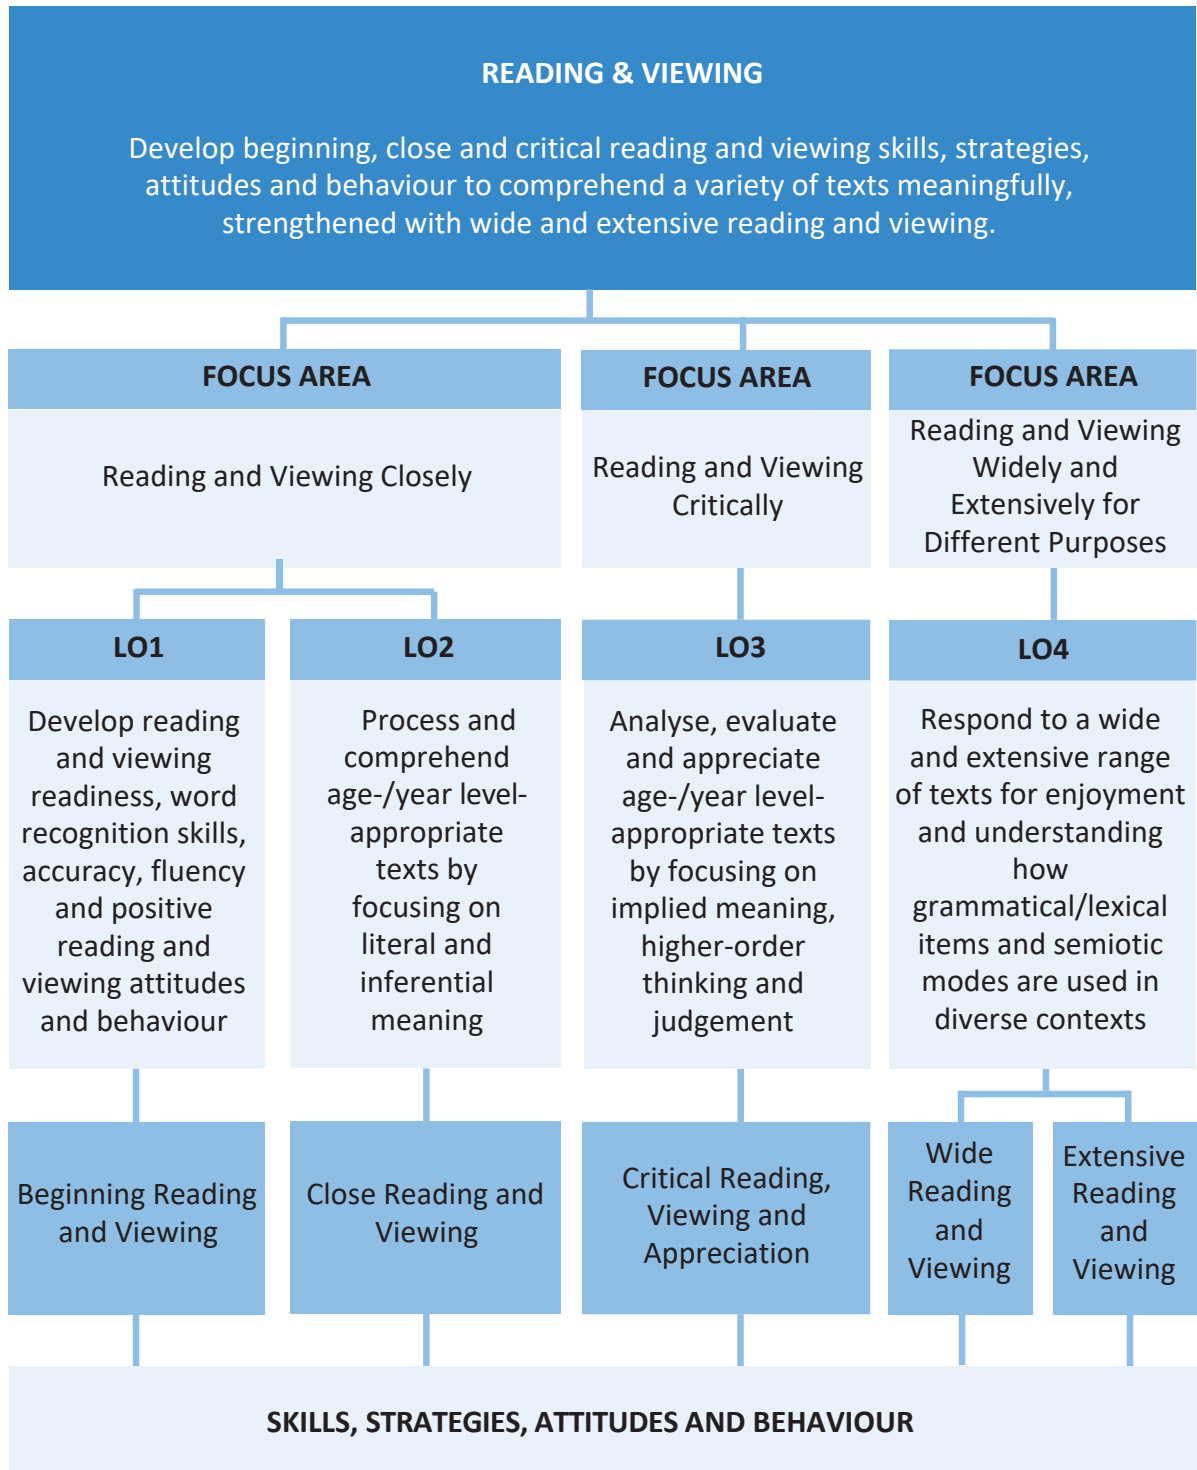 READING & VIEWING
Develop beginning, close and critical reading and viewing skills, strategies,
attitudes and behaviour to comprehend a variety of texts meaningfully,
strengthened with wide and extensive reading and viewing.
FOCUS AREA
Reading and Viewing Closely
FOCUS AREA
Reading and Viewing
Critically
FOCUS AREA
Reading and Viewing
Widely and
Extensively for
Different Purposes
LO1
Develop reading
and viewing
readiness, word
recognition skills,
accuracy, fluency
and positive
reading and
viewing attitudes
and behaviour
LO2
Process and
comprehend
age-/year level-
appropriate
texts by
focusing on
literal and
inferential
meaning
LO3
Analyse, evaluate
and appreciate
age-/year level-
appropriate texts
by focusing on
implied meaning,
higher-order
thinking and
judgement
LO4
Respond to a wide
and extensive range
of texts for enjoyment
and understanding
how
grammatical/lexical
items and semiotic
modes are used in
diverse contexts
Beginning Reading
and Viewing
Close Reading and
Viewing
Critical Reading,
Viewing and
Appreciation
Wide
Reading
and
Viewing
Extensive
Reading
and
Viewing
SKILLS, STRATEGIES, ATTITUDES AND BEHAVIOUR